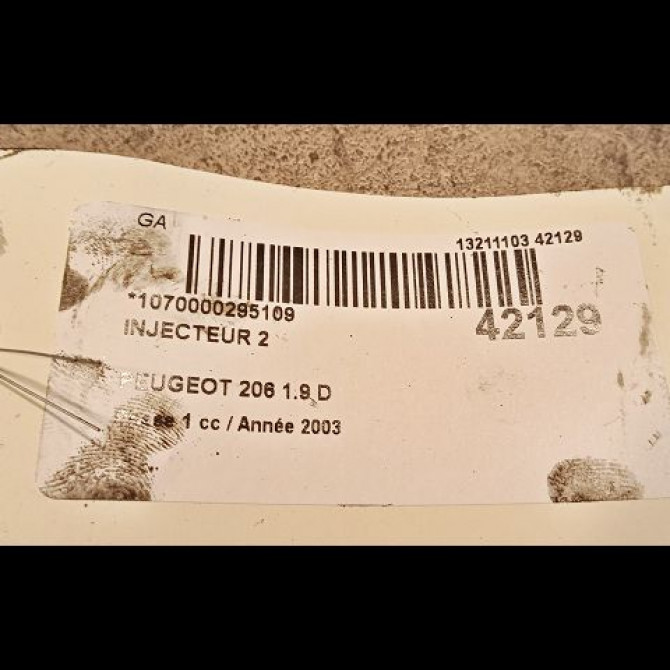 GA
13211103 42129
*1070000295109
42129
INJECTEUR 2
PEUGEOT 206 1.9 D
1 cc / Année 2003